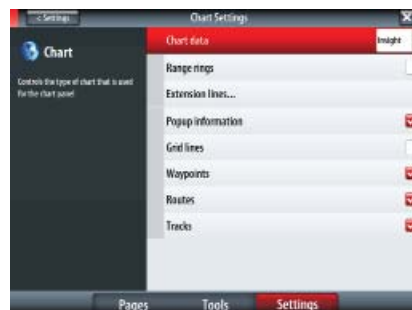 < Settings
Chart Settings
X
Chart
Controls the type of chart that is used
for the chart panel
Chart data
Insight
Range rings
Extension lines...
Popup information
Grid lines
Waypoints
Routes
Tracks
Pages
Tools
Settings